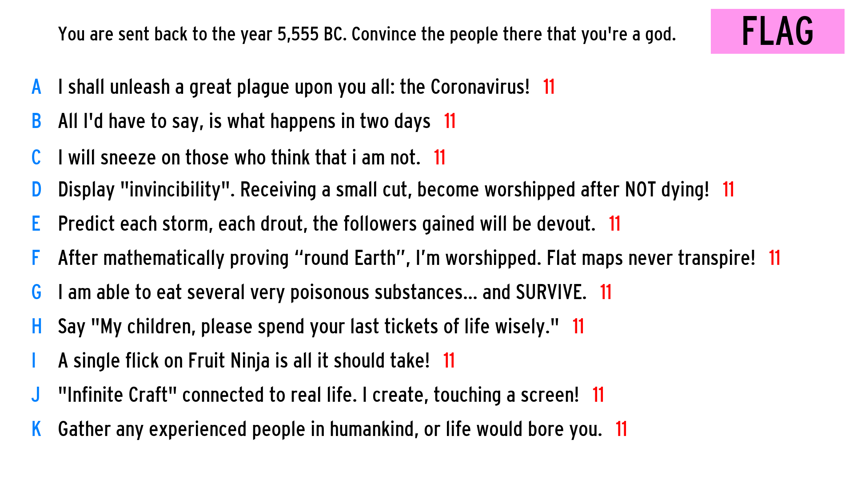 You are sent back to the year 5,555 BC. Convince the people there that you're a god.
FLAG
A I shall unleash a great plague upon you all: the Coronavirus! 11
B All I'd have to say, is what happens in two days 11
C I will sneeze on those who think that i am not. 11
D Display "invincibility". Receiving a small cut, become worshipped after NOT dying! 11
E Predict each storm, each drout, the followers gained will be devout. 11
F After mathematically proving “round Earth”, I’m worshipped. Flat maps never transpire! 11
G I am able to eat several very poisonous substances... and SURVIVE. 11
H Say "My children, please spend your last tickets of life wisely." 11
I A single flick on Fruit Ninja is all it should take! 11
J "Infinite Craft" connected to real life. I create, touching a screen! 11
K Gather any experienced people in humankind, or life would bore you. 11